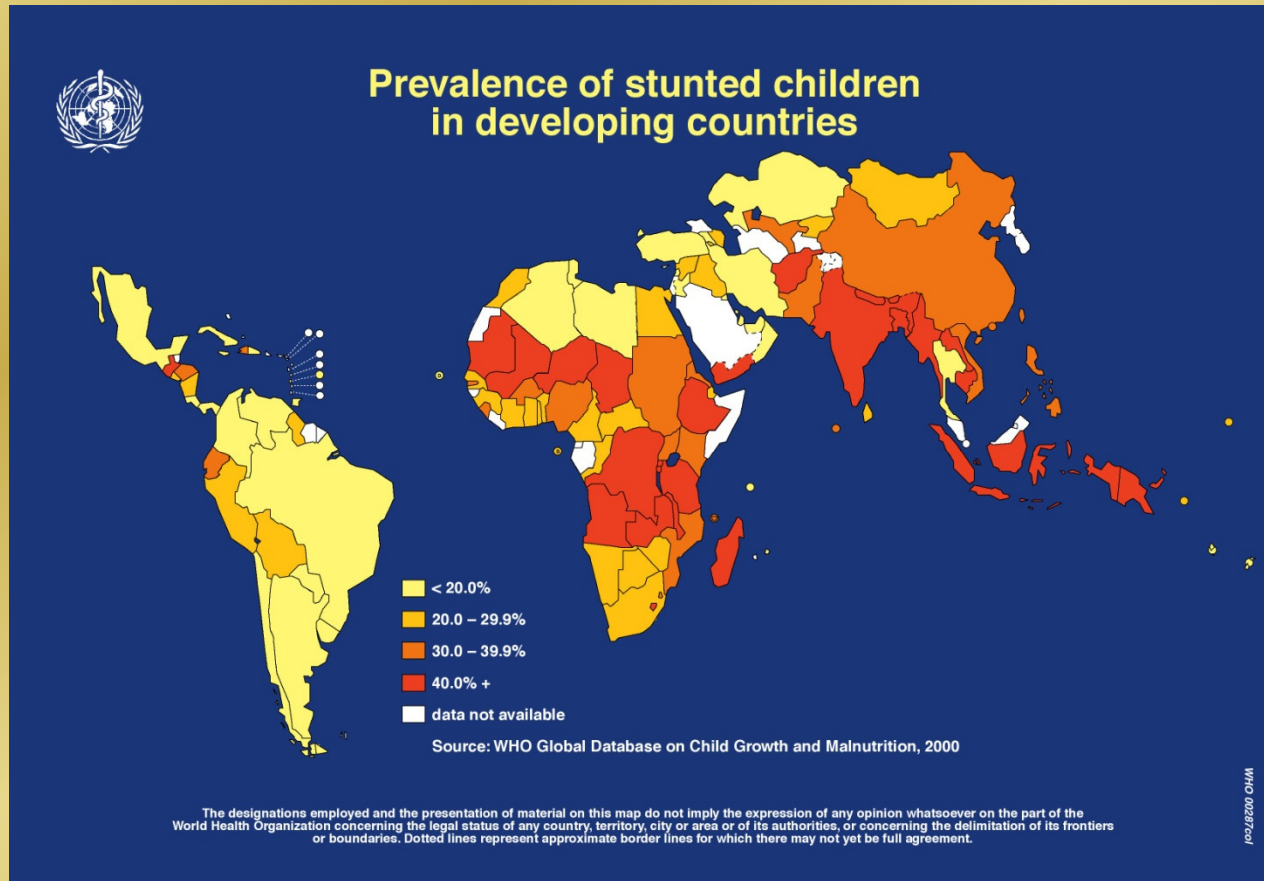 Prevalence of stunted children
in developing countries
< 20.0%
20.0 – 29.9%
30.0 – 39.9%
40.0% +
data not available
Source: WHO Global Database on Child Growth and Malnutrition, 2000
The designations employed and the presentation of material on this map do not imply the expression of any opinion whatsoever on the part of the
World Health Organization concerning the legal status of any country, territory, city or area or of its authorities, or concerning the delimitation of its frontiers
or boundaries. Dotted lines represent approximate border lines for which there may not yet be full agreement.
WHO 00287col